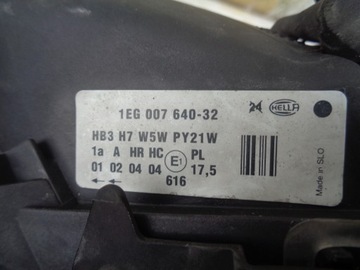 1EG 007 640-32
24 HELLA
HB3 H7 W5W PY21W
1a A HR HC E1 PL
01 02 04 04 17,5
616
Made in SLO